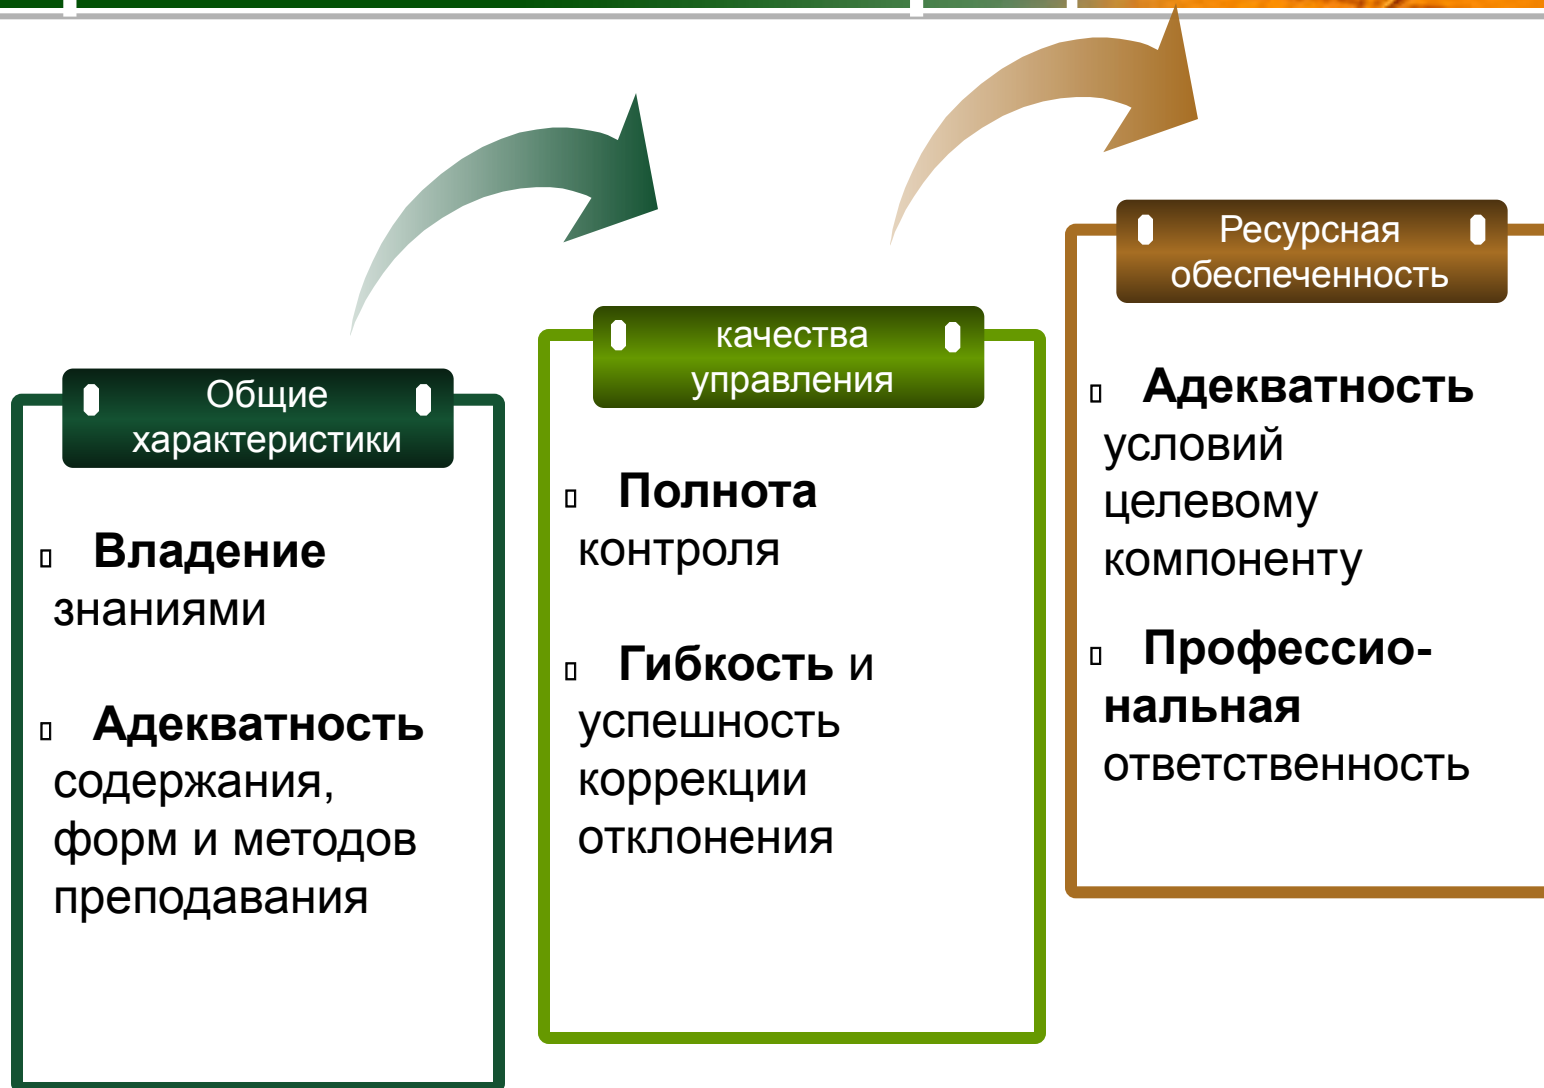 Общие
характеристики
Владение
знаниями
Адекватность
содержания,
форм и методов
преподавания
качества
управления
Полнота
контроля
Гибкость и
успешность
коррекции
отклонения
Ресурсная
обеспеченность
Адекватность
условий
целевому
компоненту
Профессио-
нальная
ответственность